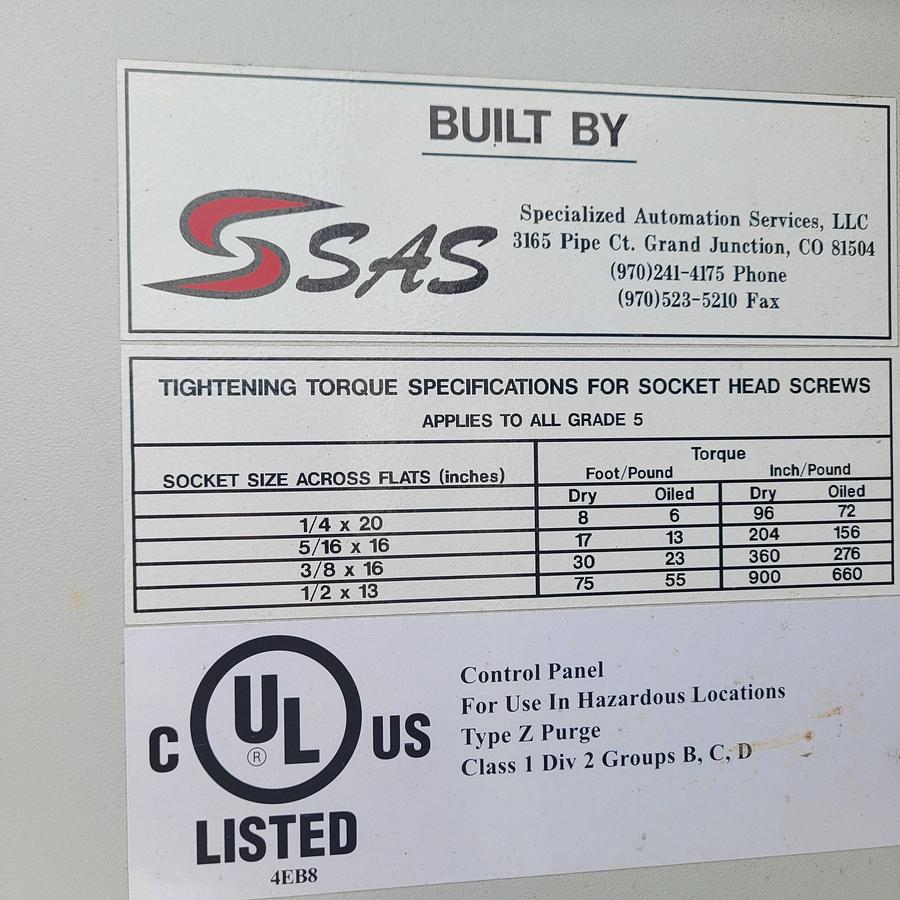 BUILT BY
SAS
Specialized Automation Services, LLC
3165 Pipe Ct. Grand Junction, CO 81504
(970)241-4175 Phone
(970)523-5210 Fax
TIGHTENING TORQUE SPECIFICATIONS FOR SOCKET HEAD SCREWS
APPLIES TO ALL GRADE 5
SOCKET SIZE ACROSS FLATS (inches) Torque
Foot/Pound Inch/Pound
Dry Oiled Dry Oiled
1/4 x 20 8 6 96 72
5/16 x 16 17 13 204 156
3/8 x 16 30 23 360 276
1/2 x 13 75 55 900 660
C UL ® US
LISTED
4EB8
Control Panel
For Use In Hazardous Locations
Type Z Purge
Class 1 Div 2 Groups B, C, D